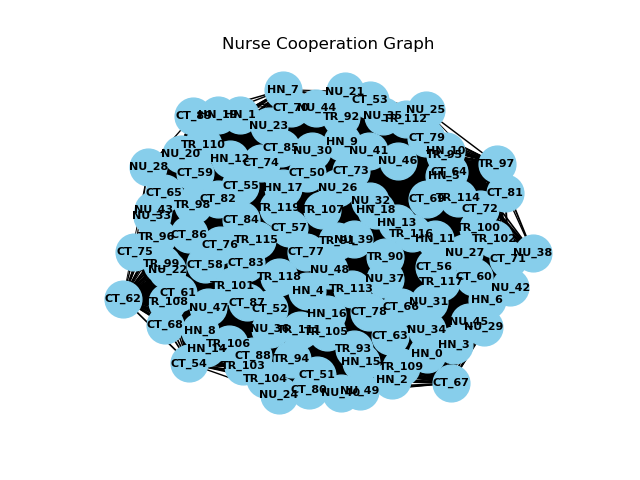 Nurse Cooperation Graph
HN_7
NU_21
CT_53
CT_70
NU_44
NU_25
CT_89
HN_1
TR_92
NU_35
TR_112
NU_23
CT_79
TR_110
HN_9
CT_85
NU_30
NU_41
HN_10
NU_20
HN_12
CT_74
NU_46
TR_97
NU_28
CT_59
CT_50
CT_73
CT_64
HN_5
CT_65
CT_55
HN_17
NU_26
CT_81
CT_82
NU_32
TR_114
TR_98
TR_119
TR_107
HN_18
CT_72
NU_43
NU_33
CT_84
HN_13
CT_57
TR_100
TR_96
CT_86
TR_116
CT_76
TR_115
NU_39
HN_11
TR_102
CT_75
CT_77
NU_27
NU_38
TR_90
CT_71
TR_99
CT_58
CT_83
CT_56
NU_22
NU_48
CT_60
TR_118
NU_37
TR_117
TR_101
NU_42
CT_61
HN_4
TR_113
CT_62
TR_108
HN_6
CT_87
NU_31
NU_47
CT_52
CT_66
HN_16
CT_78
CT_68
NU_45
NU_29
HN_8
TR_111
TR_105
NU_34
CT_63
TR_106
HN_3
HN_14
TR_93
CT_88
HN_0
TR_94
HN_15
CT_54
TR_103
TR_109
CT_51
TR_104
HN_2
CT_67
CT_80
NU_24
NU_40
NU_49